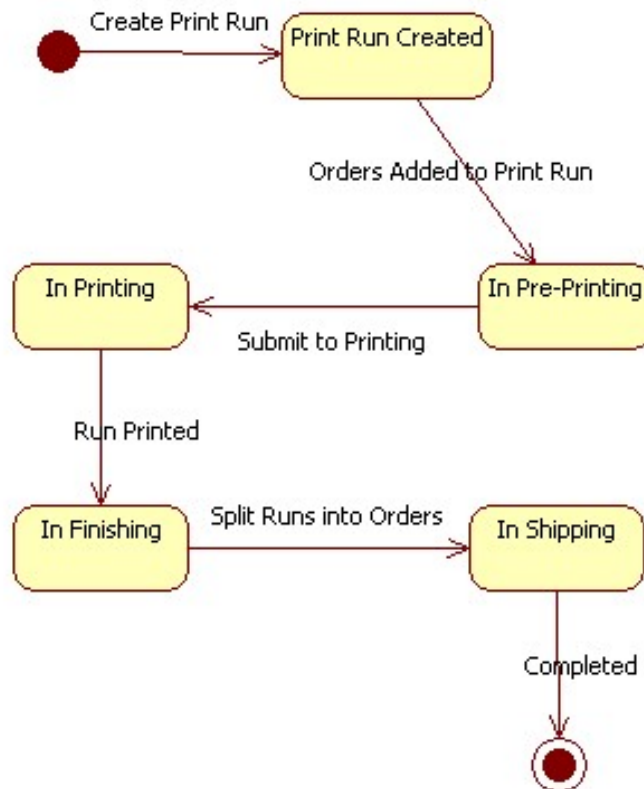 Create Print Run
Print Run Created
Orders Added to Print Run
In Printing
In Pre-Printing
Submit to Printing
Run Printed
In Finishing
Split Runs into Orders
In Shipping
Completed